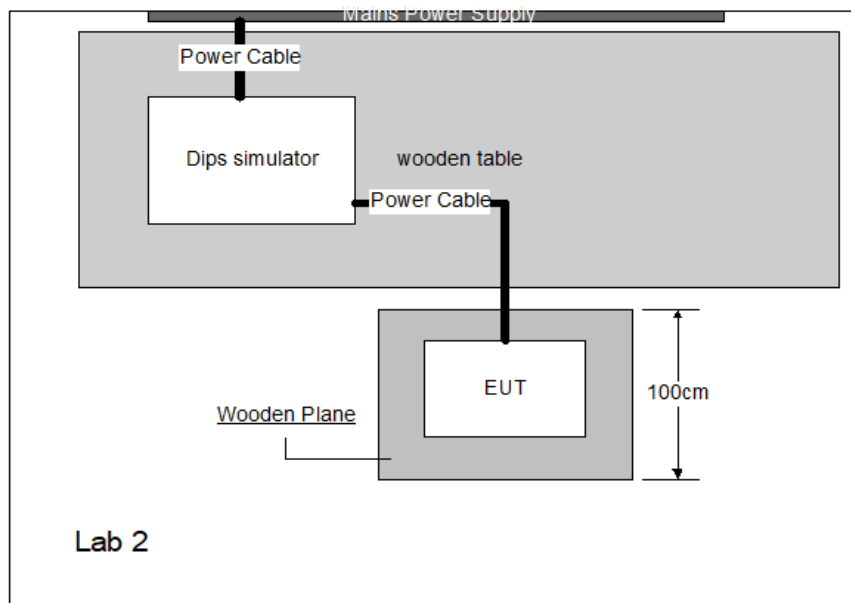 Mains Power Supply
Power Cable
Dips simulator
wooden table
Power Cable
EUT
100cm
Wooden Plane
Lab 2